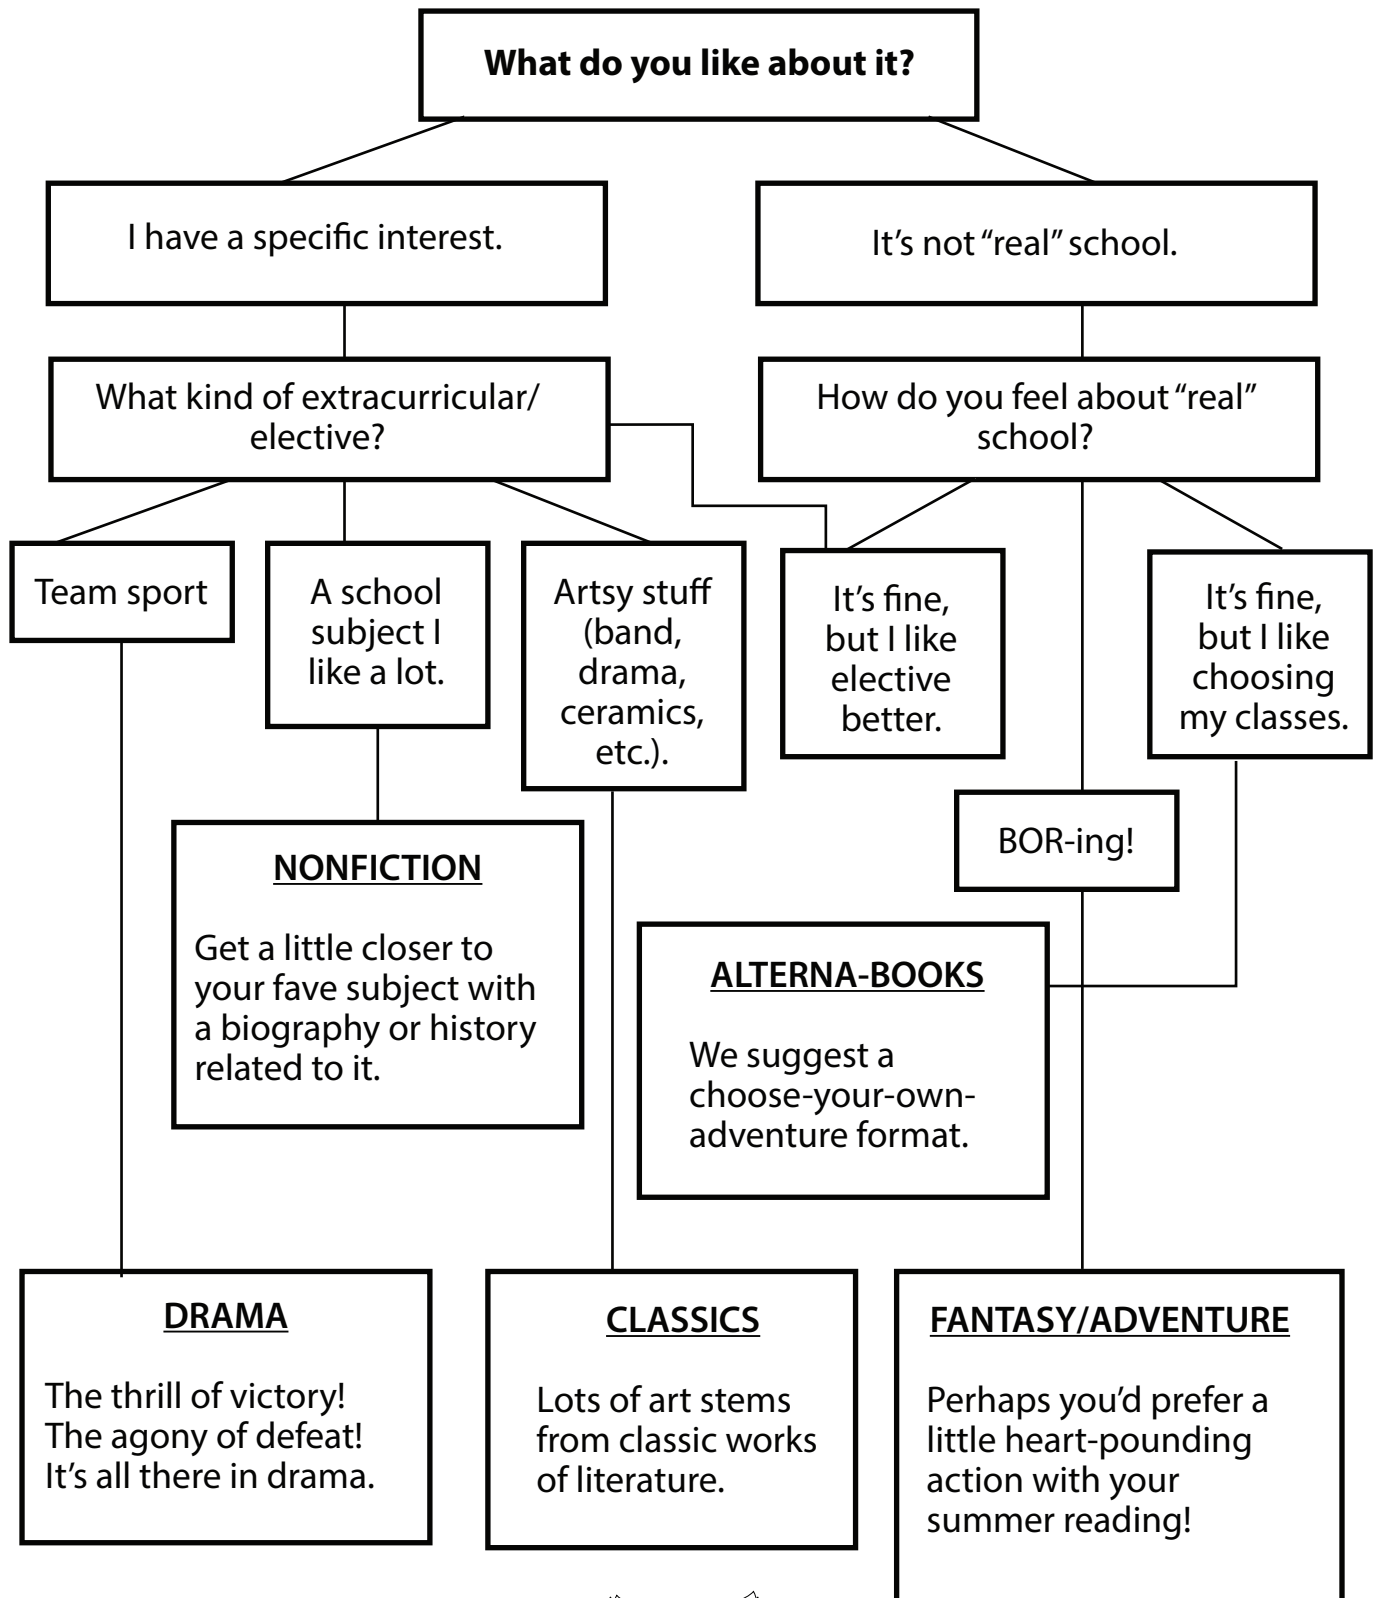 What do you like about it?
I have a specific interest.
It's not “real” school.
What kind of extracurricular/
elective?
How do you feel about “real”
school?
Team sport
A school
subject I
like a lot.
Artsy stuff
(band,
drama,
ceramics,
etc.).
It's fine,
but I like
elective
better.
It's fine,
but I like
choosing
my classes.
BOR-ing!
NONFICTION
Get a little closer to
your fave subject with
a biography or history
related to it.
ALTERNA-BOOKS
We suggest a
choose-your-own-
adventure format.
DRAMA
The thrill of victory!
The agony of defeat!
It's all there in drama.
CLASSICS
Lots of art stems
from classic works
of literature.
FANTASY/ADVENTURE
Perhaps you'd prefer a
little heart-pounding
action with your
summer reading!